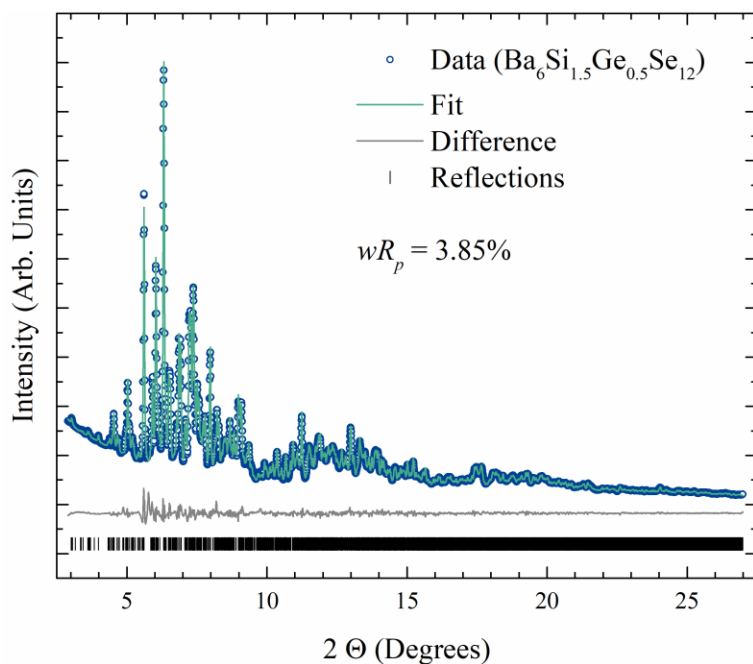 Data (Ba₆Si₁.₅Ge₀.₅Se₁₂)
Fit
Difference
Reflections
wRₚ = 3.85%
Intensity (Arb. Units)
5 10 15 20 25
2 Θ (Degrees)